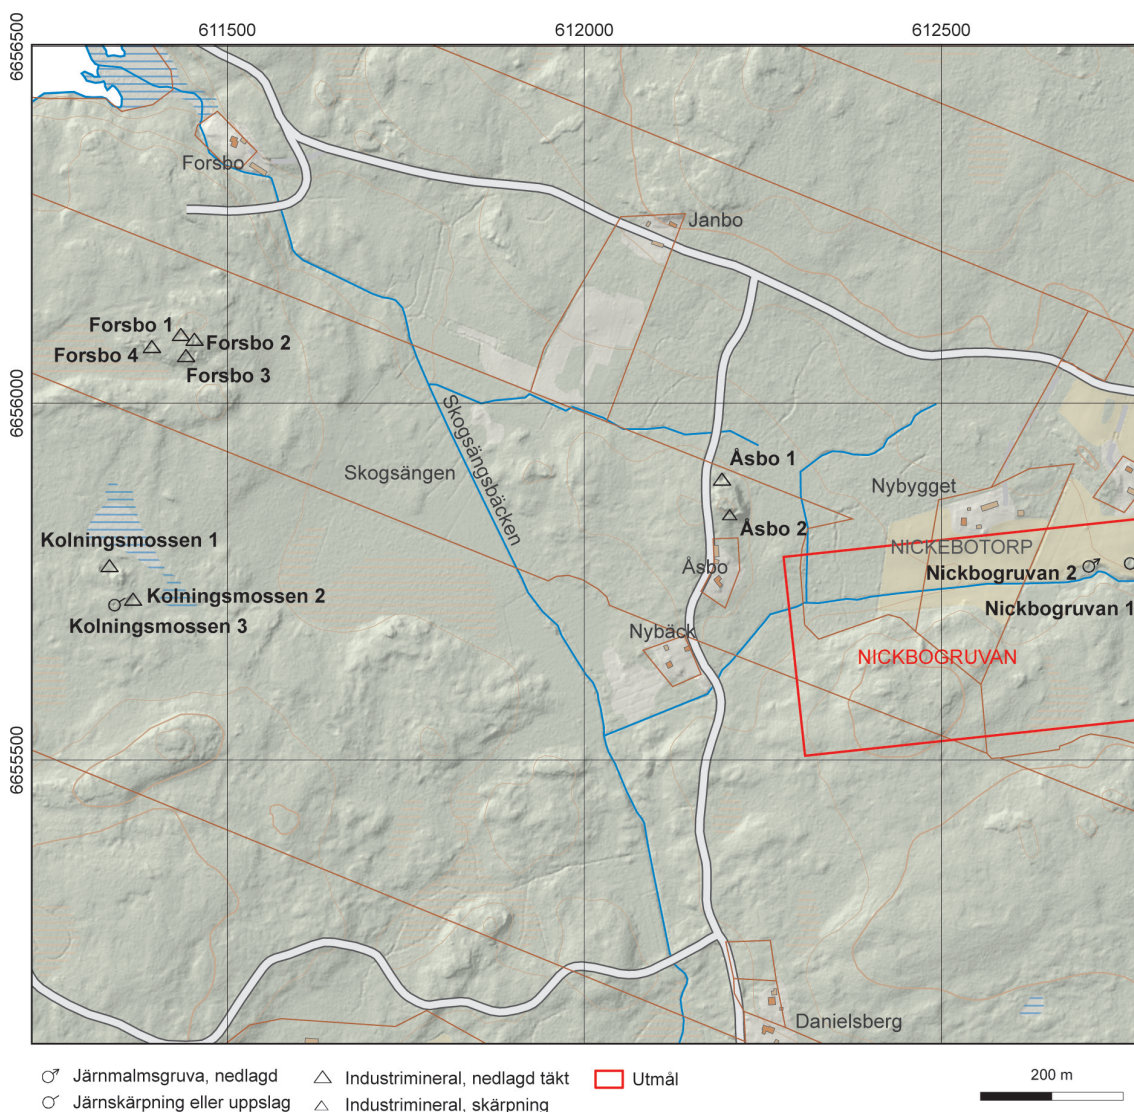 611500
612000
612500
6656500
Forsbo
Janbo
Forsbo 1
Forsbo 2
Forsbo 4
Forsbo 3
6656000
Skogsängsbäcken
Skogsängen
Åsbo 1
Nybygget
Åsbo 2
Kolningsmossen 1
NICKEBOTORP
Åsbo
Nickbogruvan 2
Kolningsmossen 2
Nickbogruvan 1
Kolningsmossen 3
Nybäck
NICKBOGRUVAN
6655500
Danielsberg
Järnmalmsgruva, nedlagd
Industrimineral, nedlagd täkt
Utmål
200 m
Järnskärpning eller uppslag
Industrimineral, skärpning